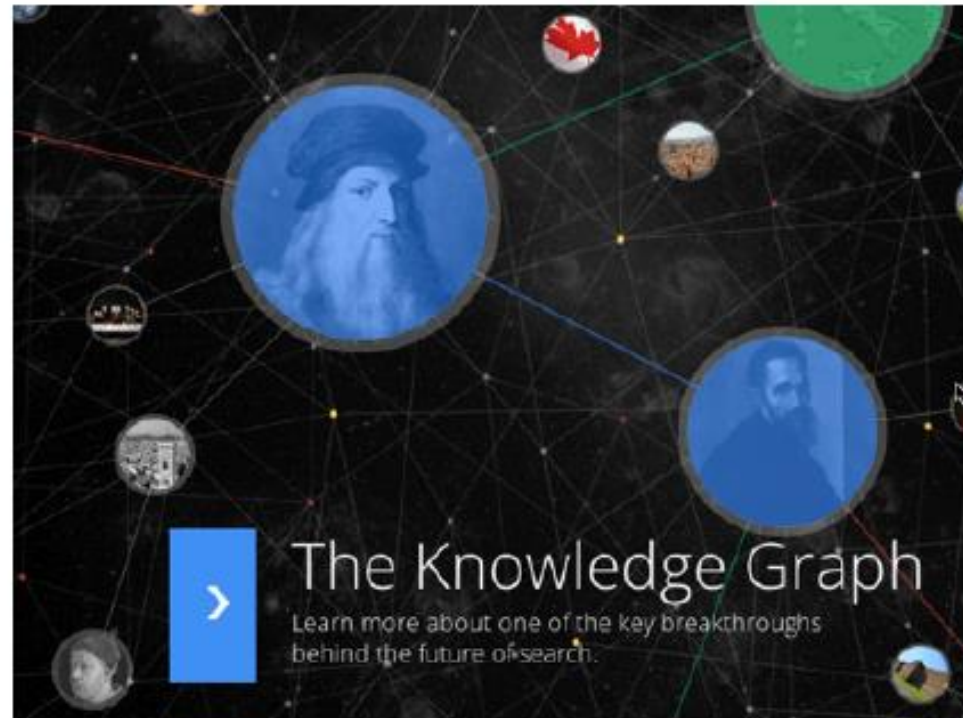 The Knowledge Graph
Learn more about one of the key breakthroughs
behind the future of search.